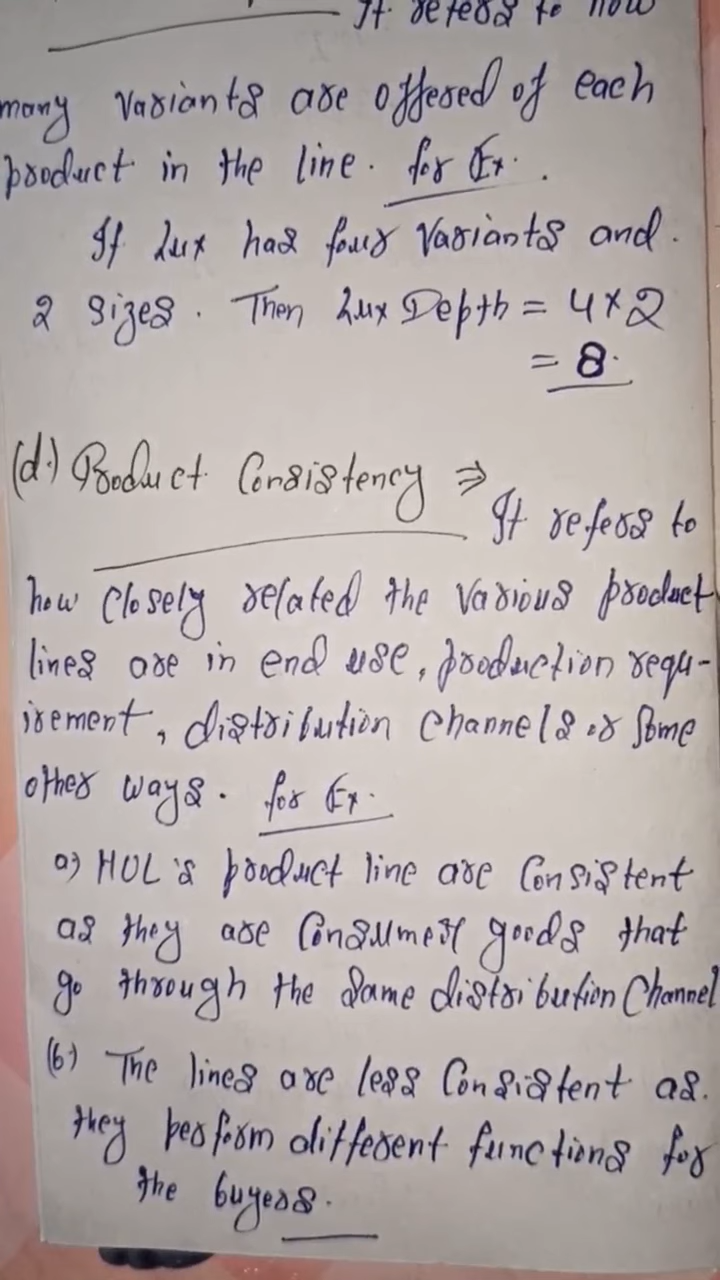 It refers to how
many variants are offered of each
product in the line. for Ex. .
If Lux has four variants and.
2 sizes. Then Lux Depth = 4 × 2
= 8.
(d.) Product Consistency ⇒
It refers to
how closely related the various product
lines are in end use, production requ-
irement, distribution channels or some
other ways. for Ex.
a) HUL's product line are Consistent
as they are Consumer goods that
go through the same distribution Channel
(b) The lines are less Consistent as.
they perform different functions for
the buyers.